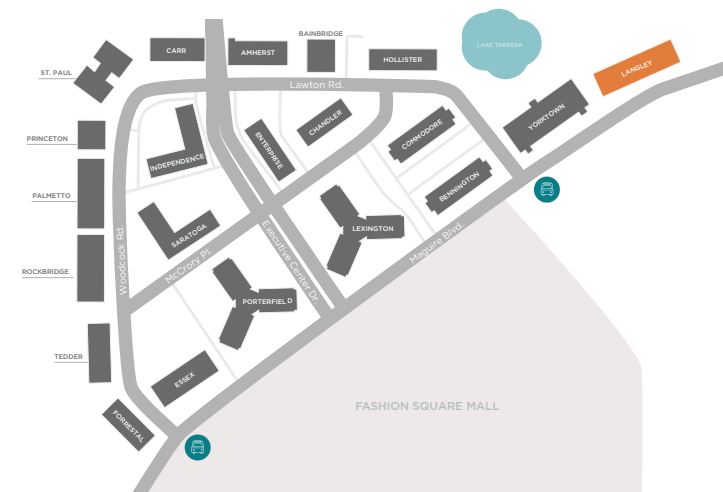 BAINBRIDGE
CARR
AMHERST
HOLLISTER
LAKE THERESA
LANGLEY
ST. PAUL
Lawton Rd.
YORKTOWN
CHANDLER
COMMODORE
PRINCETON
ENTERPRISE
INDEPENDENCE
PALMETTO
BENNINGTON
SARATOGA
LEXINGTON
Maguire Blvd.
Woodcock Rd.
McCrory Pl.
Executive Center Dr.
ROCKBRIDGE
PORTERFIELD
TEDDER
ESSEX
FORRESTAL
FASHION SQUARE MALL